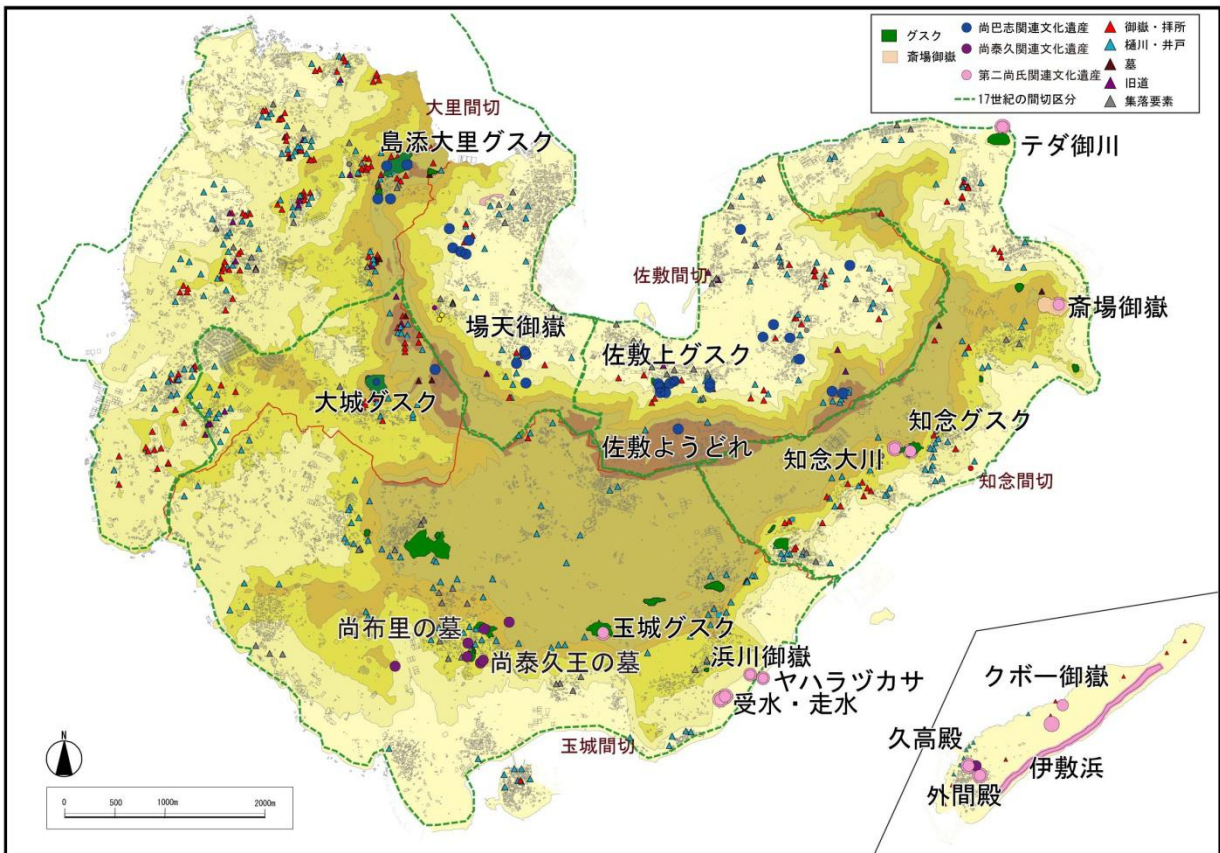 グスク
斎場御嶽
尚巴志関連文化遺産
尚泰久関連文化遺産
第二尚氏関連文化遺産
17世紀の間切区分
御嶽・拝所
樋川・井戸
墓
旧道
集落要素
大里間切
島添大里グスク
テダ御川
佐敷間切
斎場御嶽
場天御嶽
佐敷上グスク
大城グスク
知念グスク
佐敷ようどれ
知念大川
知念間切
尚布里の墓
玉城グスク
尚泰久王の墓
浜川御嶽
ヤハラヅカサ
受水・走水
玉城間切
クボー御嶽
久高殿
伊敷浜
外間殿
N
0 500 1000m 2000m